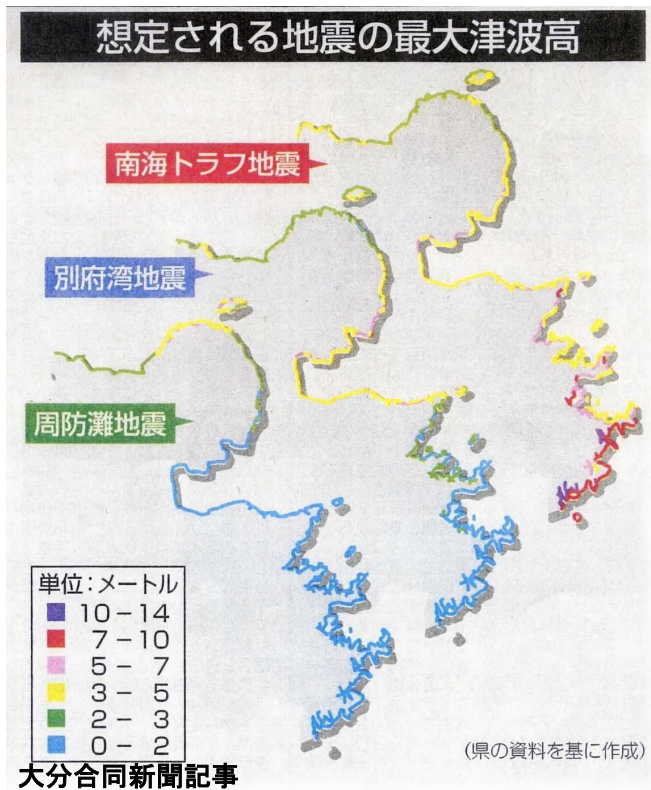 想定される地震の最大津波高
南海トラフ地震
別府湾地震
周防灘地震
単位：メートル
10－14
7－10
5－ 7
3－ 5
2－ 3
0－ 2
（県の資料を基に作成）
大分合同新聞記事